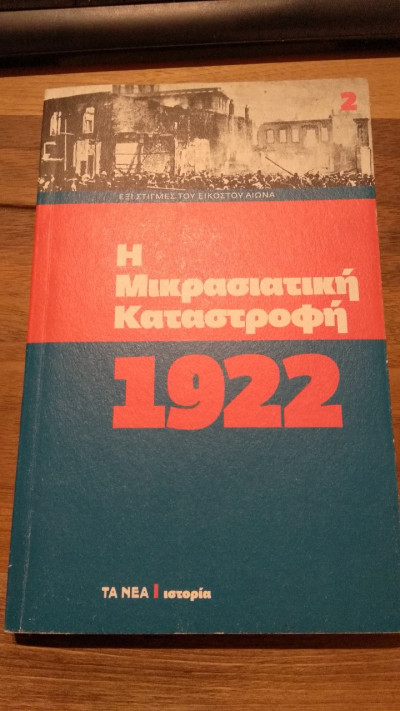 2
ΕΞΙ ΣΤΙΓΜΕΣ ΤΟΥ ΕΙΚΟΣΤΟΥ ΑΙΩΝΑ
Η
Μικρασιατική
Καταστροφή
1922
ΤΑ ΝΕΑ | ιστορία